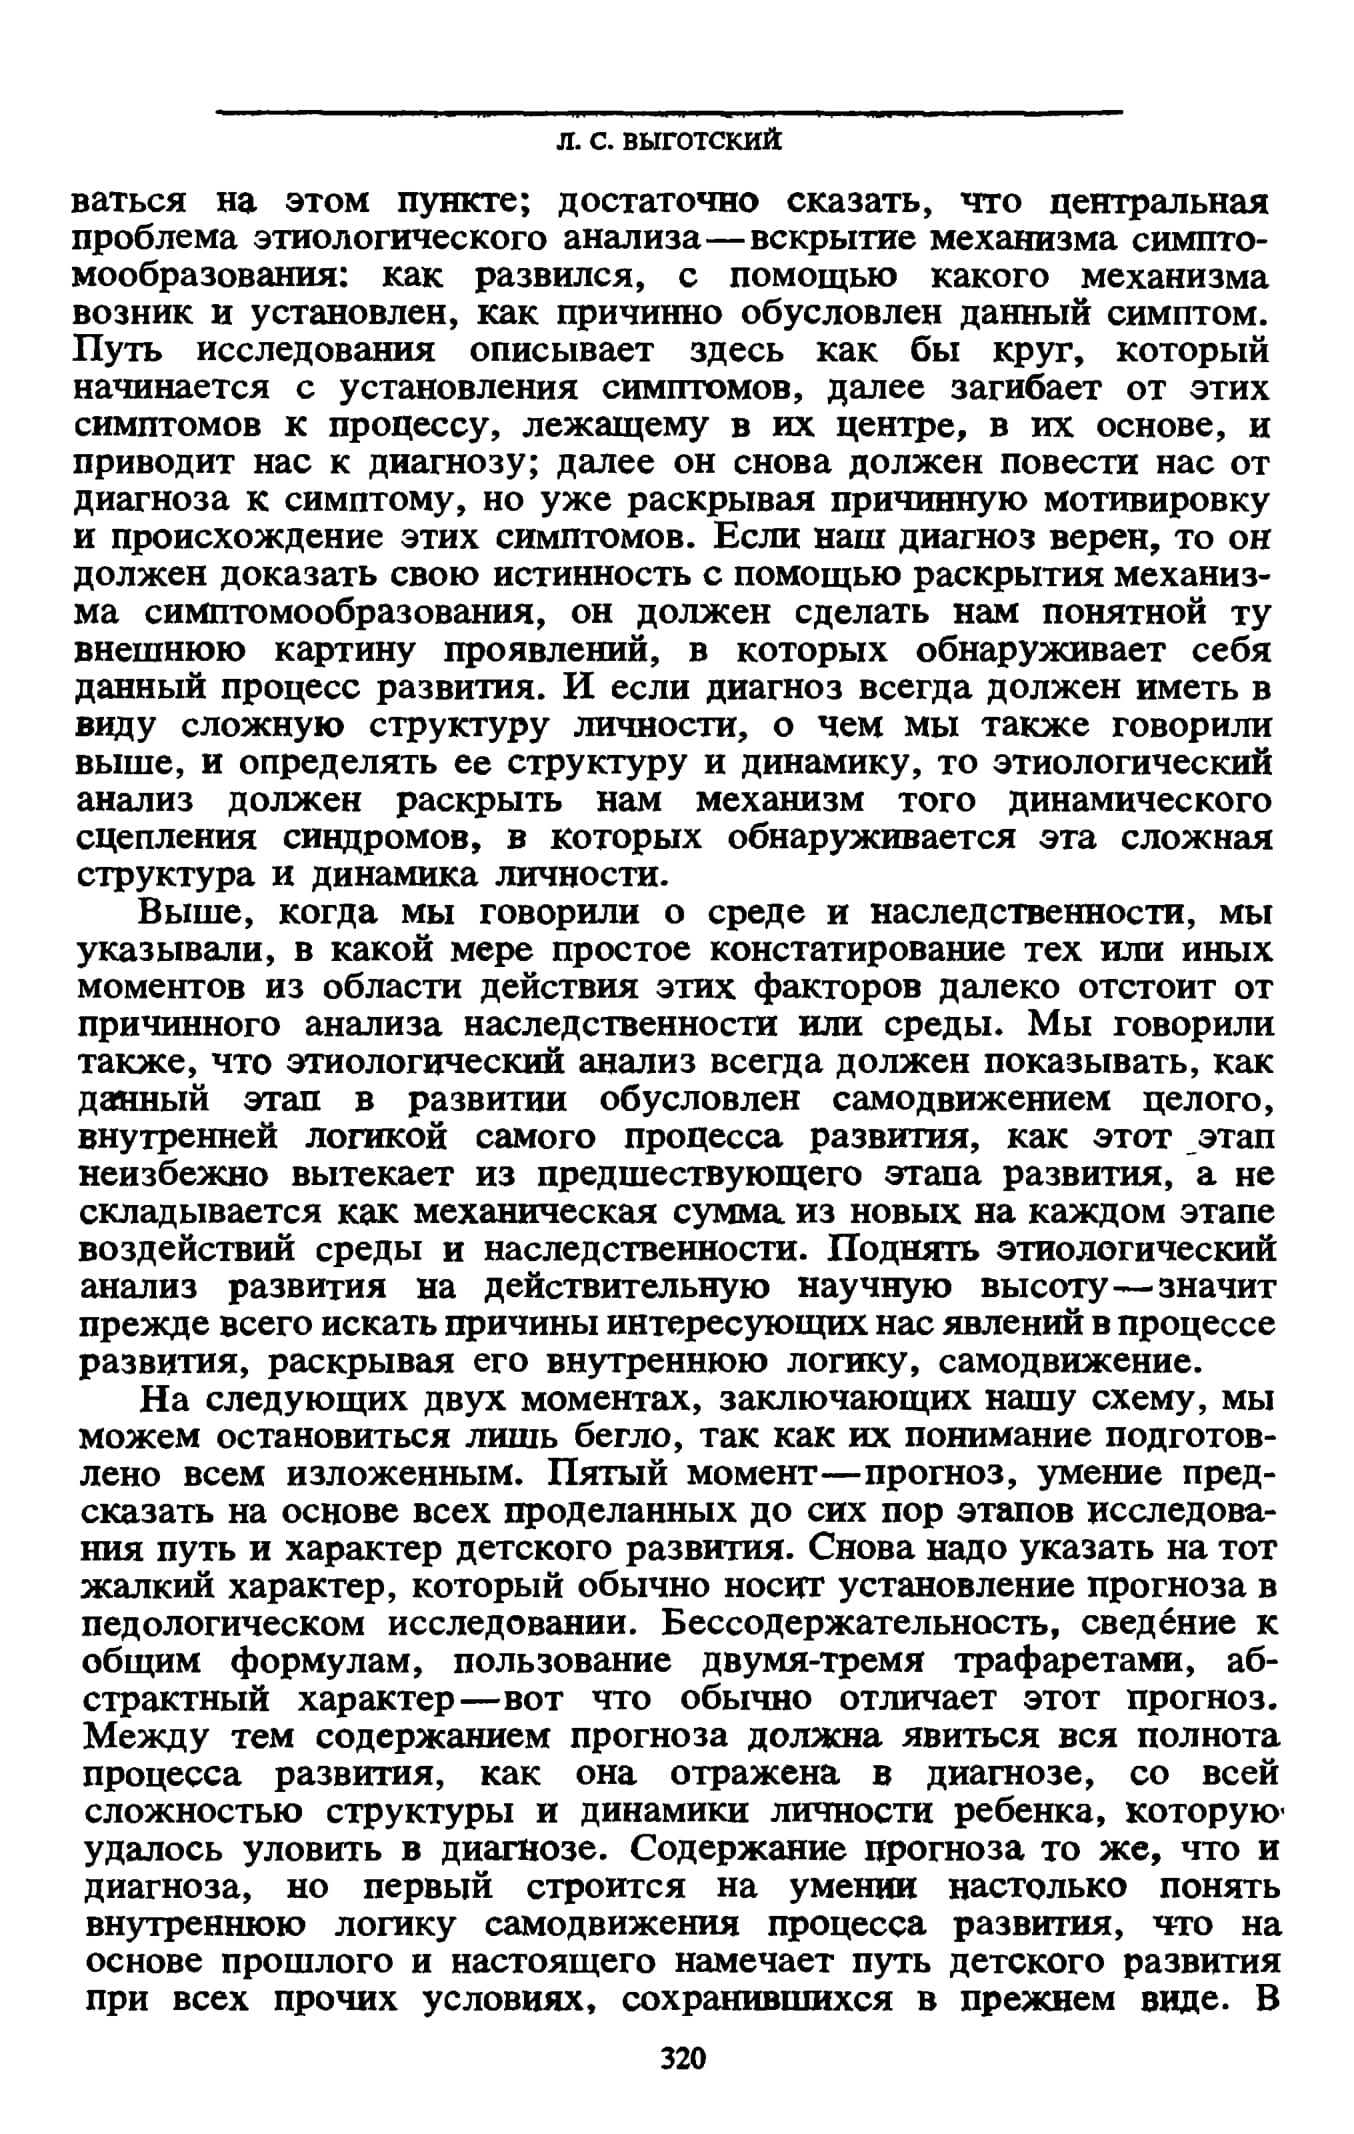 Л. С. ВЫГОТСКИЙ
ваться на этом пункте; достаточно сказать, что центральная
проблема этиологического анализа—вскрытие механизма симпто-
мообразования: как развился, с помощью какого механизма
возник и установлен, как причинно обусловлен данный симптом.
Путь исследования описывает здесь как бы круг, который
начинается с установления симптомов, далее загибает от этих
симптомов к процессу, лежащему в их центре, в их основе, и
приводит нас к диагнозу; далее он снова должен повести нас от
диагноза к симптому, но уже раскрывая причинную мотивировку
и происхождение этих симптомов. Если наш диагноз верен, то он
должен доказать свою истинность с помощью раскрытия механиз-
ма симптомообразования, он должен сделать нам понятной ту
внешнюю картину проявлений, в которых обнаруживает себя
данный процесс развития. И если диагноз всегда должен иметь в
виду сложную структуру личности, о чем мы также говорили
выше, и определять ее структуру и динамику, то этиологический
анализ должен раскрыть нам механизм того динамического
сцепления синдромов, в которых обнаруживается эта сложная
структура и динамика личности.
Выше, когда мы говорили о среде и наследственности, мы
указывали, в какой мере простое констатирование тех или иных
моментов из области действия этих факторов далеко отстоит от
причинного анализа наследственности или среды. Мы говорили
также, что этиологический анализ всегда должен показывать, как
данный этап в развитии обусловлен самодвижением целого,
внутренней логикой самого процесса развития, как этот этап
неизбежно вытекает из предшествующего этапа развития, а не
складывается как механическая сумма из новых на каждом этапе
воздействий среды и наследственности. Поднять этиологический
анализ развития на действительную научную высоту—значит
прежде всего искать причины интересующих нас явлений в процессе
развития, раскрывая его внутреннюю логику, самодвижение.
На следующих двух моментах, заключающих нашу схему, мы
можем остановиться лишь бегло, так как их понимание подготов-
лено всем изложенным. Пятый момент—прогноз, умение пред-
сказать на основе всех проделанных до сих пор этапов исследова-
ния путь и характер детского развития. Снова надо указать на тот
жалкий характер, который обычно носит установление прогноза в
педологическом исследовании. Бессодержательность, сведéние к
общим формулам, пользование двумя-тремя трафаретами, аб-
страктный характер—вот что обычно отличает этот прогноз.
Между тем содержанием прогноза должна явиться вся полнота
процесса развития, как она отражена в диагнозе, со всей
сложностью структуры и динамики личности ребенка, которую
удалось уловить в диагнозе. Содержание прогноза то же, что и
диагноза, но первый строится на умении настолько понять
внутреннюю логику самодвижения процесса развития, что на
основе прошлого и настоящего намечает путь детского развития
при всех прочих условиях, сохранившихся в прежнем виде. В
320